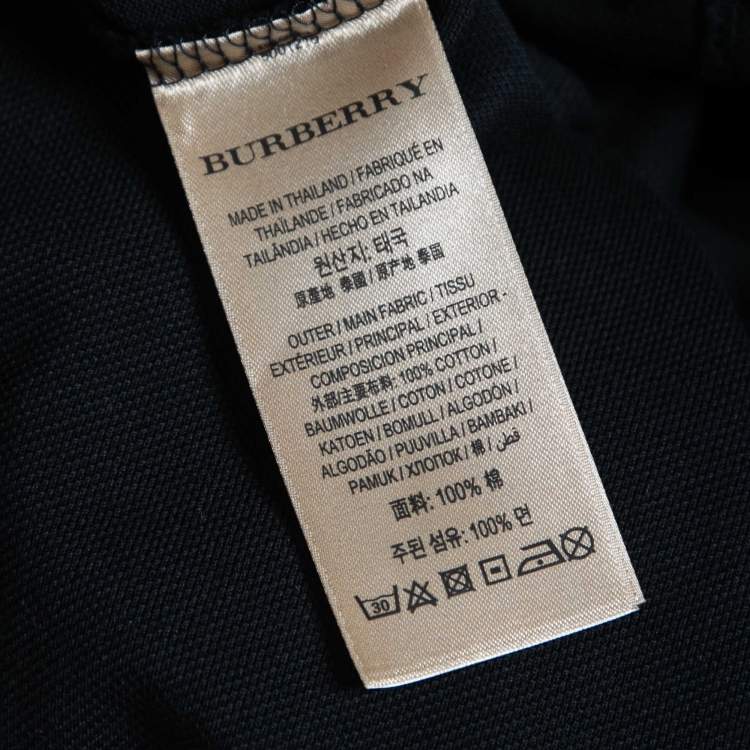 BURBERRY
MADE IN THAILAND / FABRIQUÉ EN
THAÏLANDE / FABRICADO NA
TAILÂNDIA / HECHO EN TAILANDIA
원산지: 태국
原產地 泰國 / 原产地 泰国
OUTER / MAIN FABRIC / TISSU
EXTÉRIEUR / PRINCIPAL / EXTERIOR -
COMPOSICION PRINCIPAL /
外部/主要布料: 100% COTTON /
BAUMWOLLE / COTON / COTONE /
KATOEN / BOMULL / ALGODÓN /
ALGODÃO / PUUVILLA / BAMBAKI /
PAMUK / ХЛОПОК / 棉 / قطن
面料: 100% 棉
주된 섬유: 100% 면
30